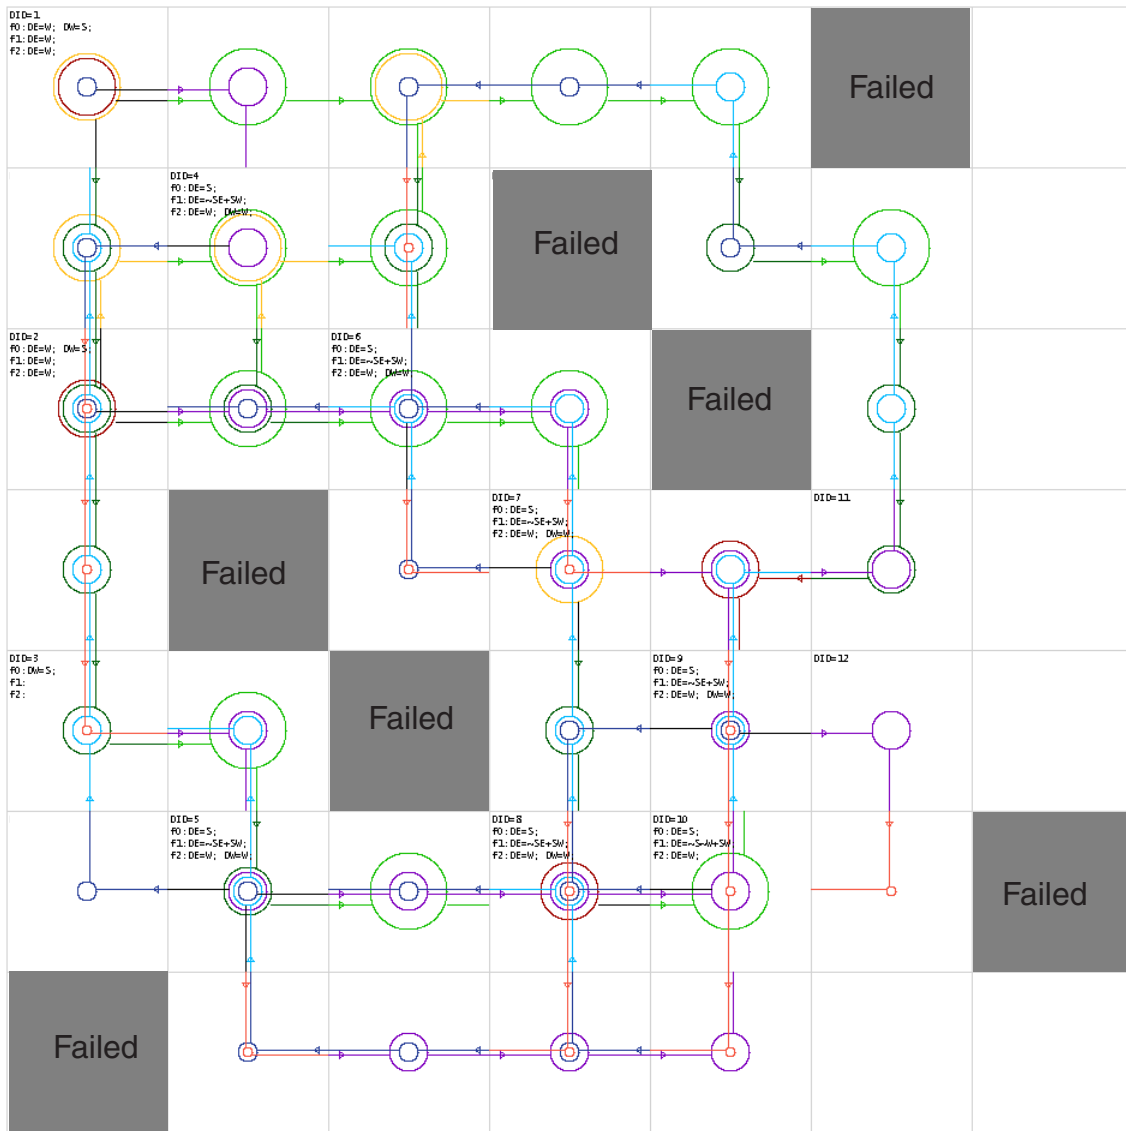 DID=1
f0:DE=W; DW=S;
f1:DE=W;
f2:DE=W;
Failed
DID=4
f0:DE=S;
f1:DE=~SE+SW;
f2:DE=W; DW=W;
Failed
DID=2
f0:DE=W; DW=S;
f1:DE=W;
f2:DE=W;
DID=6
f0:DE=S;
f1:DE=~SE+SW;
f2:DE=W; DW=W;
Failed
Failed
DID=7
f0:DE=S;
f1:DE=~SE+SW;
f2:DE=W; DW=W;
DID=11
DID=3
f0:DW=S;
f1:
f2:
Failed
DID=9
f0:DE=S;
f1:DE=~SE+SW;
f2:DE=W; DW=W;
DID=12
DID=5
f0:DE=S;
f1:DE=~SE+SW;
f2:DE=W; DW=W;
DID=8
f0:DE=S;
f1:DE=~SE+SW;
f2:DE=W; DW=W;
DID=10
f0:DE=S;
f1:DE=~S~W+SW;
f2:DE=W;
Failed
Failed